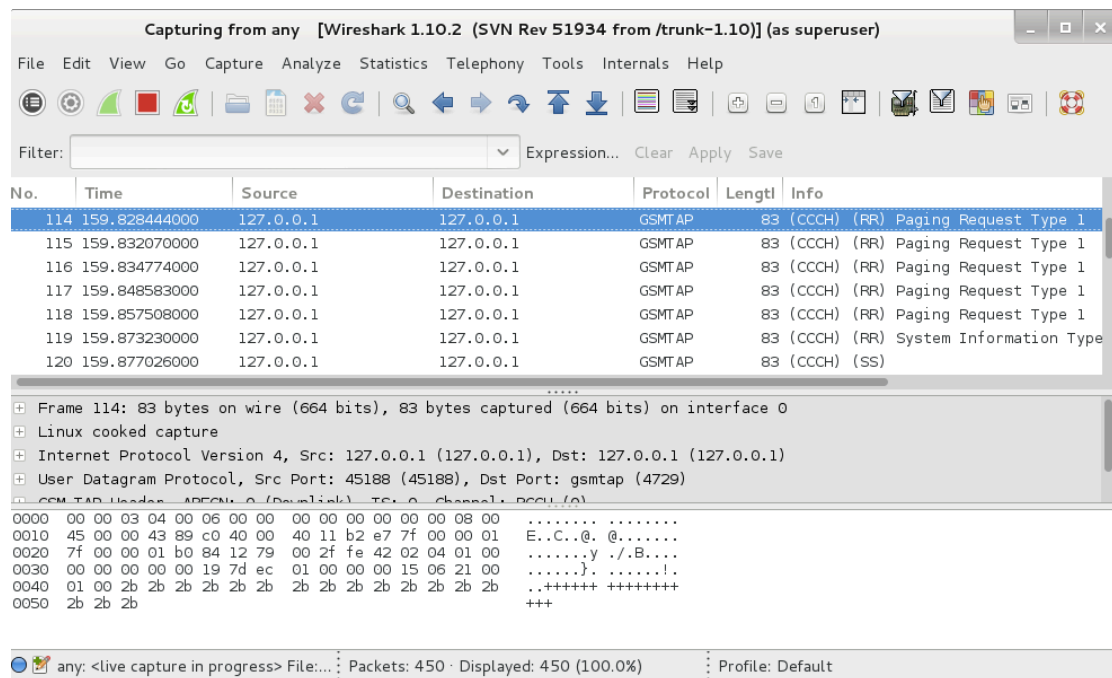 Capturing from any [Wireshark 1.10.2 (SVN Rev 51934 from /trunk-1.10)] (as superuser)
File Edit View Go Capture Analyze Statistics Telephony Tools Internals Help
Filter: Expression... Clear Apply Save
No. Time Source Destination Protocol Lengtl Info
114 159.828444000 127.0.0.1 127.0.0.1 GSMTAP 83 (CCCH) (RR) Paging Request Type 1
115 159.832070000 127.0.0.1 127.0.0.1 GSMTAP 83 (CCCH) (RR) Paging Request Type 1
116 159.834774000 127.0.0.1 127.0.0.1 GSMTAP 83 (CCCH) (RR) Paging Request Type 1
117 159.848583000 127.0.0.1 127.0.0.1 GSMTAP 83 (CCCH) (RR) Paging Request Type 1
118 159.857508000 127.0.0.1 127.0.0.1 GSMTAP 83 (CCCH) (RR) Paging Request Type 1
119 159.873230000 127.0.0.1 127.0.0.1 GSMTAP 83 (CCCH) (RR) System Information Type
120 159.877026000 127.0.0.1 127.0.0.1 GSMTAP 83 (CCCH) (SS)
Frame 114: 83 bytes on wire (664 bits), 83 bytes captured (664 bits) on interface 0
Linux cooked capture
Internet Protocol Version 4, Src: 127.0.0.1 (127.0.0.1), Dst: 127.0.0.1 (127.0.0.1)
User Datagram Protocol, Src Port: 45188 (45188), Dst Port: gsmtap (4729)
GSM TAP Header, ARFCN: 0 (Downlink), TS: 0, Channel: PCCH (0)
0000 00 00 03 04 00 06 00 00 00 00 00 00 00 00 08 00 ........ ........
0010 45 00 00 43 89 c0 40 00 40 11 b2 e7 7f 00 00 01 E..C..@. @.......
0020 7f 00 00 01 b0 84 12 79 00 2f fe 42 02 04 01 00 .......y ./.B....
0030 00 00 00 00 00 19 7d ec 01 00 00 00 15 06 21 00 ......}. ......!.
0040 01 00 2b 2b 2b 2b 2b 2b 2b 2b 2b 2b 2b 2b 2b 2b ..++++++ ++++++++
0050 2b 2b 2b +++
any: <live capture in progress> File:... Packets: 450 · Displayed: 450 (100.0%) Profile: Default